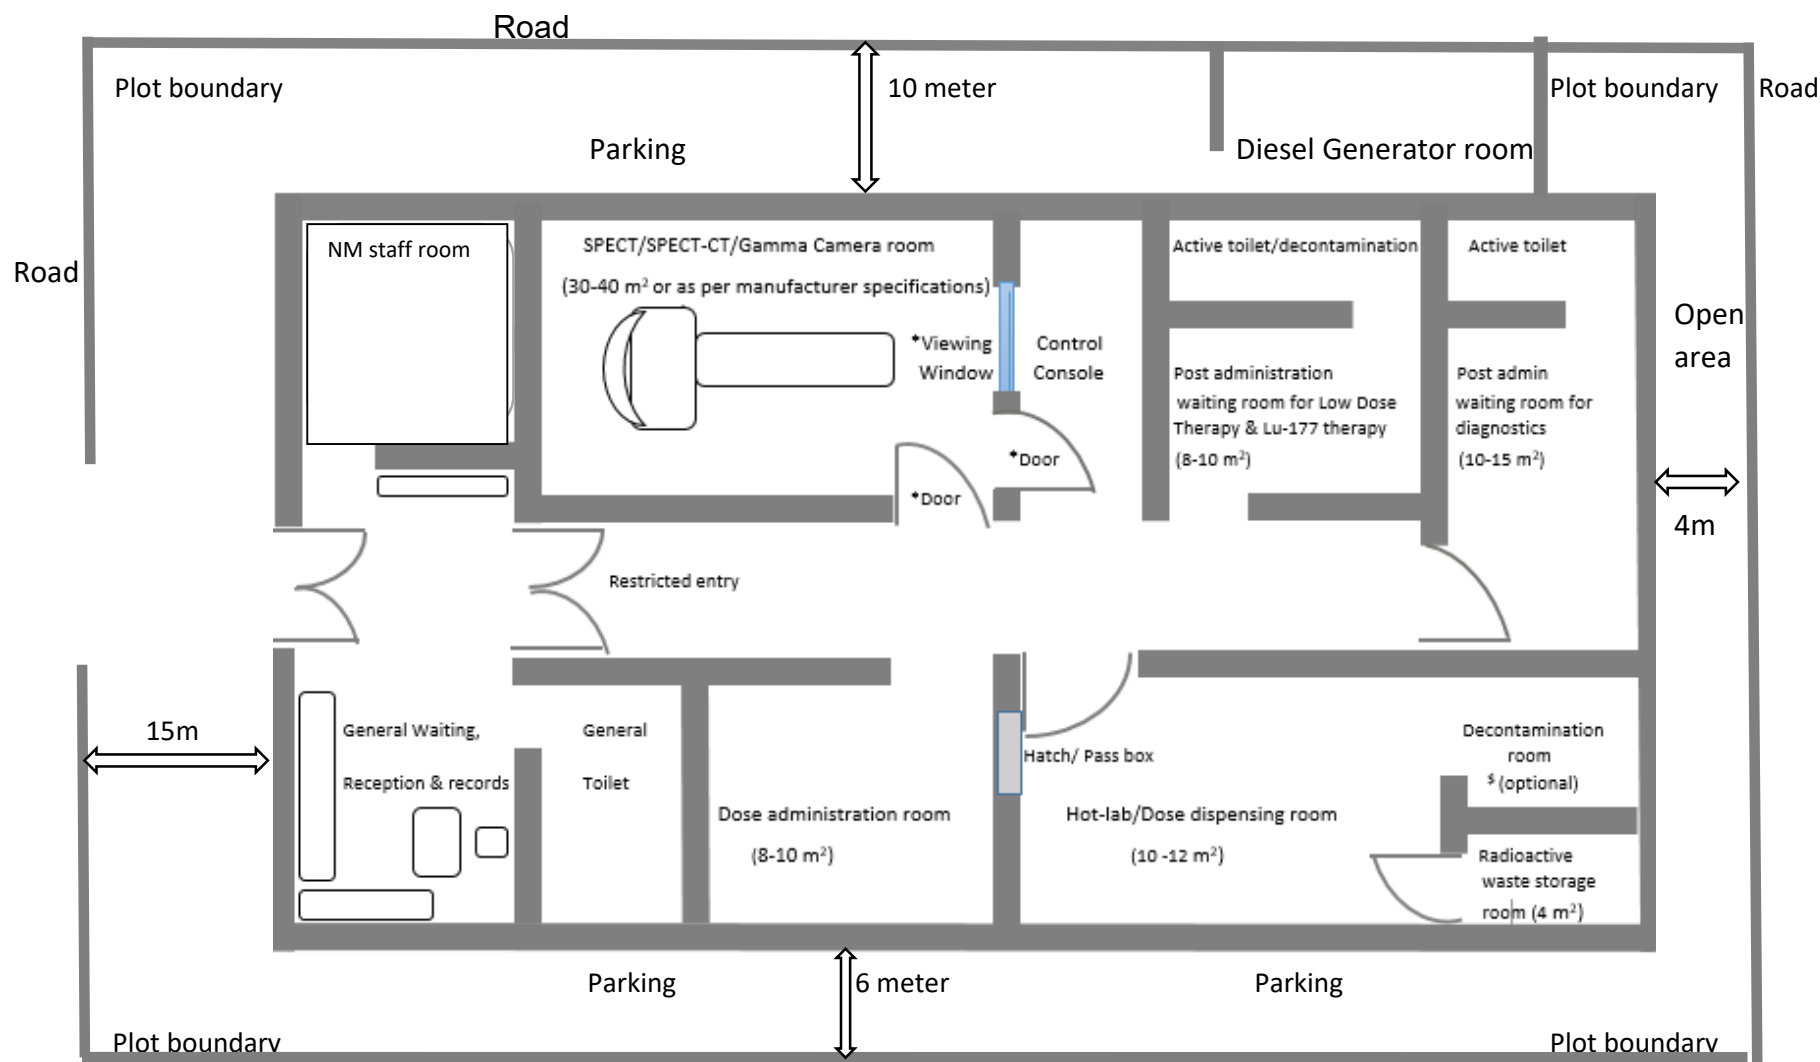 Road
Plot boundary
10 meter
Plot boundary
Road
Parking
Diesel Generator room
Road
NM staff room
SPECT/SPECT-CT/Gamma Camera room
(30-40 m² or as per manufacturer specifications)
*Viewing
Window
Control
Console
*Door
*Door
Active toilet/decontamination
Post administration
waiting room for Low Dose
Therapy & Lu-177 therapy
(8-10 m²)
Active toilet
Post admin
waiting room for
diagnostics
(10-15 m²)
Open
area
4m
Restricted entry
15m
General Waiting,
Reception & records
General
Toilet
Dose administration room
(8-10 m²)
Hatch/ Pass box
Hot-lab/Dose dispensing room
(10 -12 m²)
Decontamination
room
$ (optional)
Radioactive
waste storage
room (4 m²)
Parking
6 meter
Parking
Plot boundary
Plot boundary